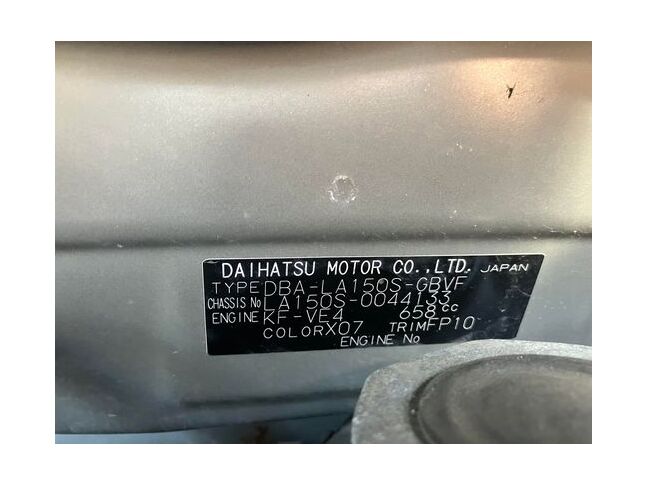 DAIHATSU MOTOR CO.,LTD. JAPAN
TYPE DBA-LA150S-GBVF
CHASSIS No LA150S-0044133
ENGINE KF-VE4 658cc
COLOR X07 TRIM FP10
ENGINE No